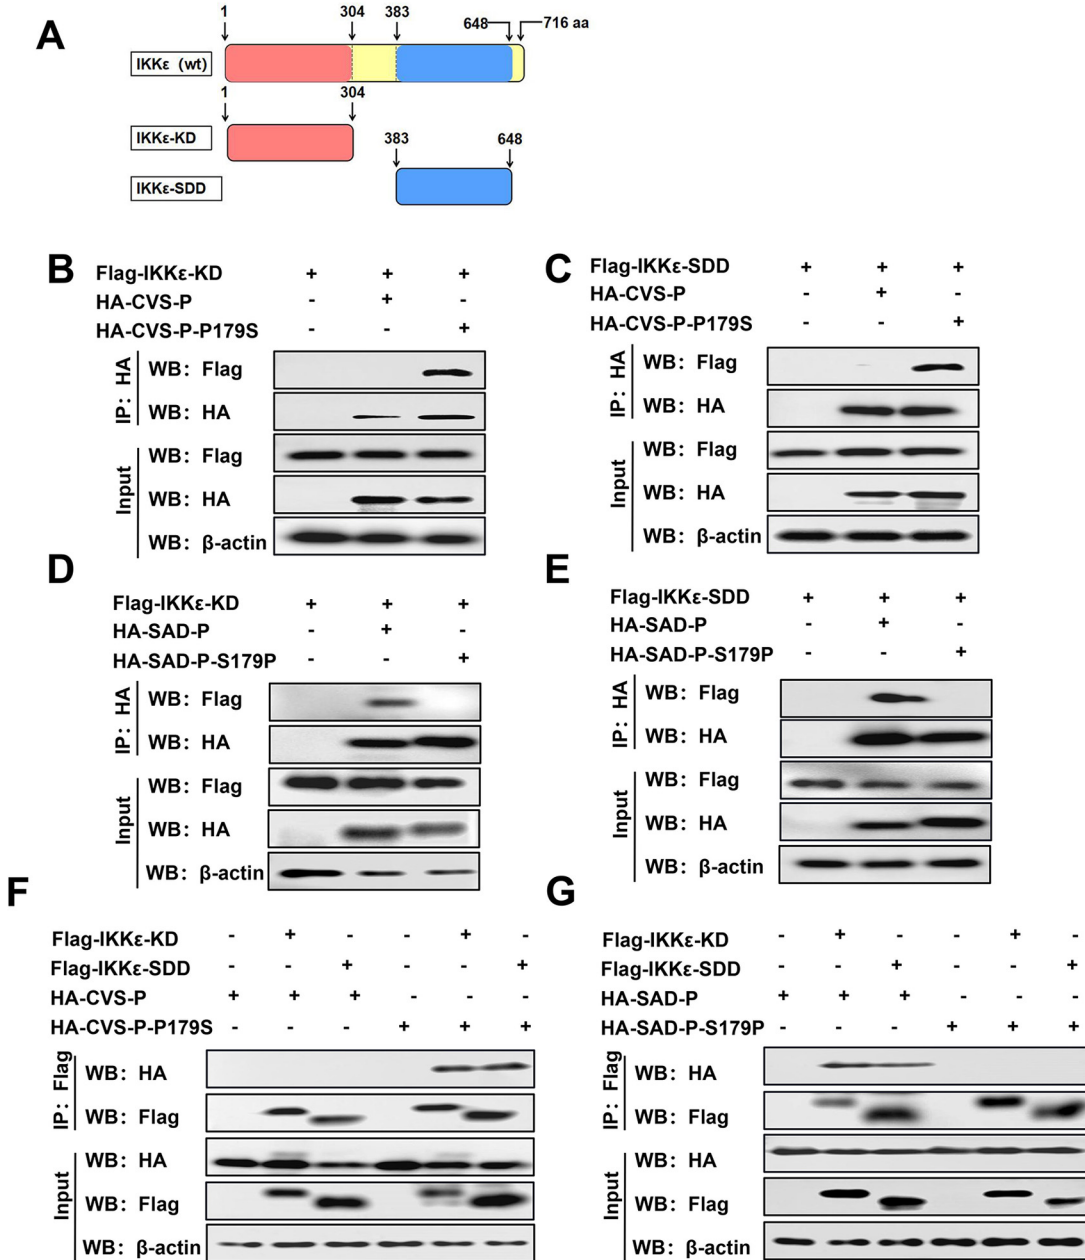 A
1 304 383 648 716 aa
IKKε (wt)
1 304
IKKε-KD
383 648
IKKε-SDD
B
Flag-IKKε-KD + + +
HA-CVS-P - + -
HA-CVS-P-P179S - - +
IP: HA
WB: Flag
WB: HA
Input
WB: Flag
WB: HA
WB: β-actin
C
Flag-IKKε-SDD + + +
HA-CVS-P - + -
HA-CVS-P-P179S - - +
IP: HA
WB: Flag
WB: HA
Input
WB: Flag
WB: HA
WB: β-actin
D
Flag-IKKε-KD + + +
HA-SAD-P - + -
HA-SAD-P-S179P - - +
IP: HA
WB: Flag
WB: HA
Input
WB: Flag
WB: HA
WB: β-actin
E
Flag-IKKε-SDD + + +
HA-SAD-P - + -
HA-SAD-P-S179P - - +
IP: HA
WB: Flag
WB: HA
Input
WB: Flag
WB: HA
WB: β-actin
F
Flag-IKKε-KD - + - - + -
Flag-IKKε-SDD - - + - - +
HA-CVS-P + + + - - -
HA-CVS-P-P179S - - - + + +
IP: Flag
WB: HA
WB: Flag
Input
WB: HA
WB: Flag
WB: β-actin
G
Flag-IKKε-KD - + - - + -
Flag-IKKε-SDD - - + - - +
HA-SAD-P + + + - - -
HA-SAD-P-S179P - - - + + +
IP: Flag
WB: HA
WB: Flag
Input
WB: HA
WB: Flag
WB: β-actin